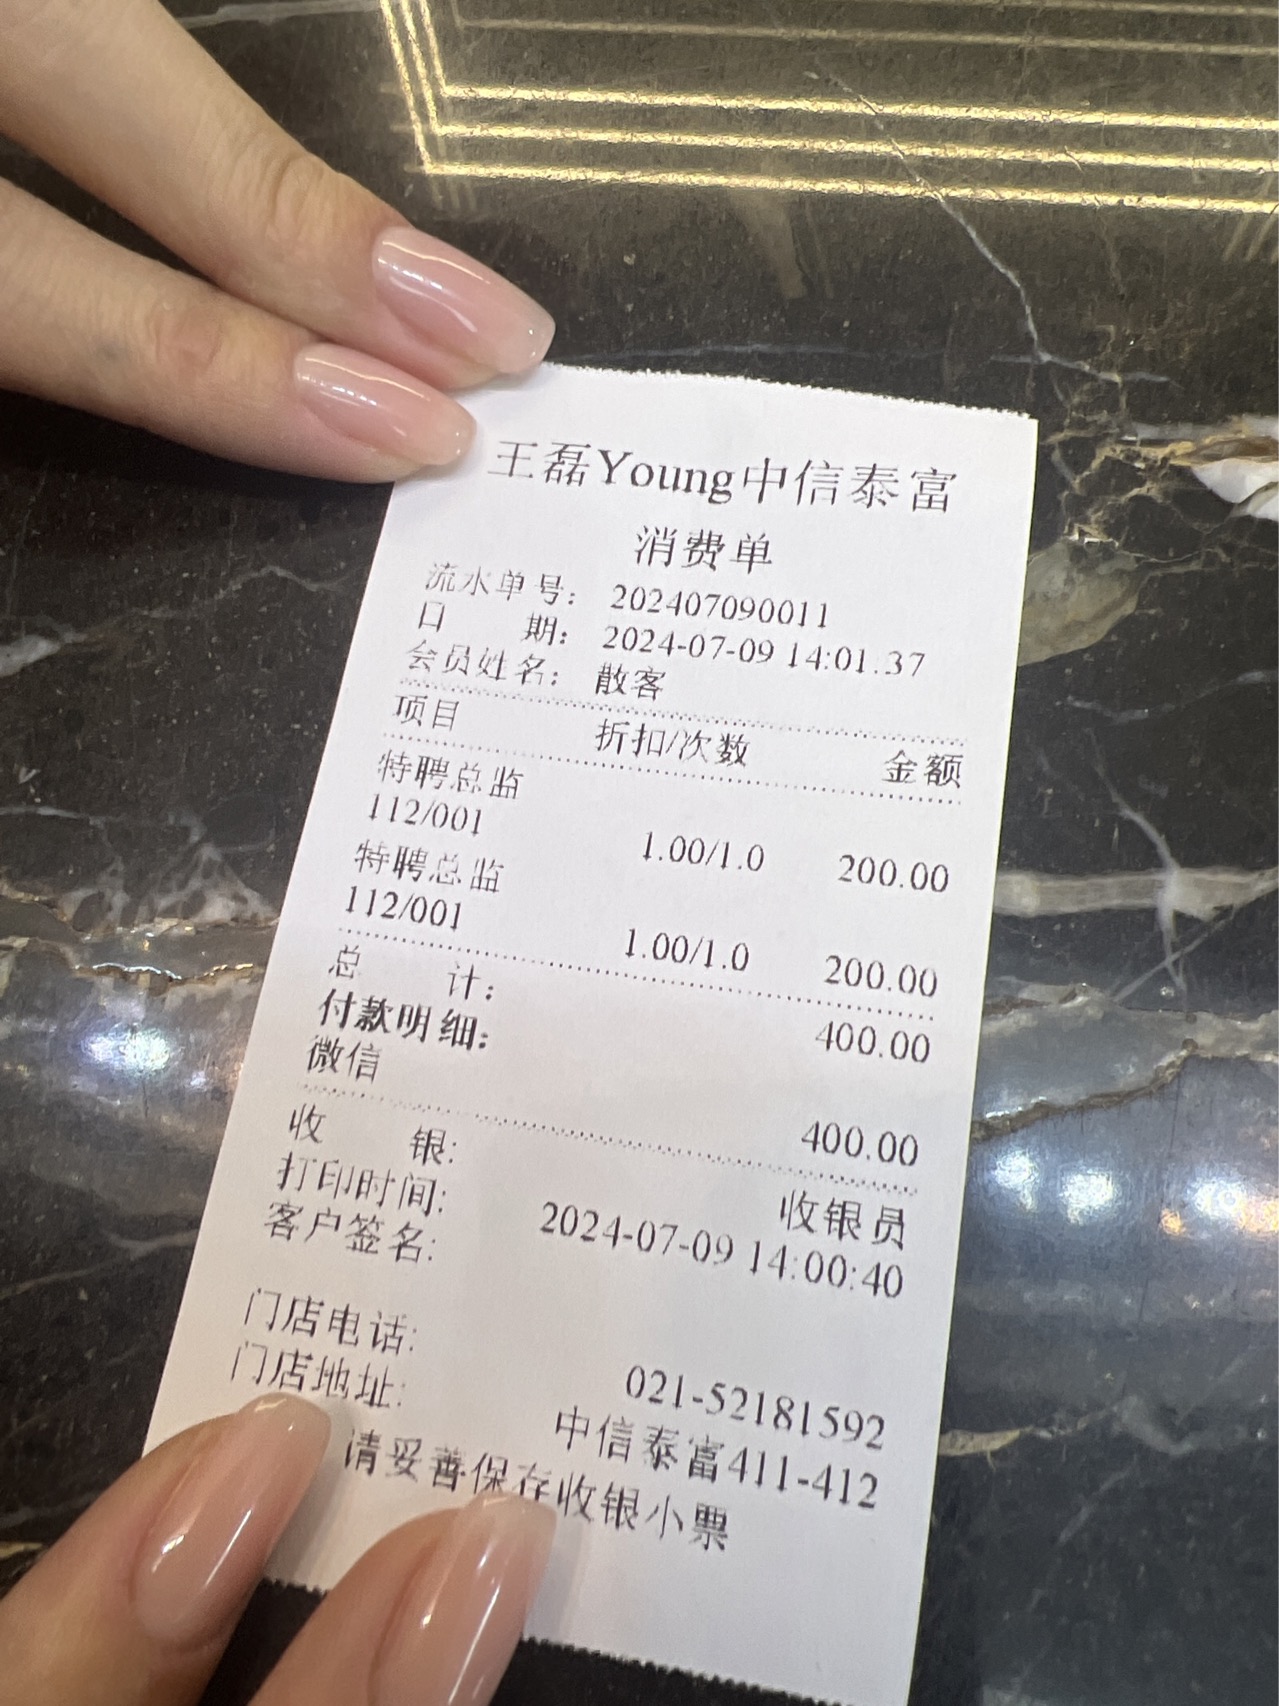 王磊Young中信泰富
消费单
流水单号： 202407090011
日 期： 2024-07-09 14:01:37
会员姓名： 散客
项目 折扣/次数 金额
特聘总监
112/001 1.00/1.0 200.00
特聘总监
112/001 1.00/1.0 200.00
总 计： 400.00
付款明细：
微信 400.00
收 银: 收银员
打印时间: 2024-07-09 14:00:40
客户签名:
门店电话: 021-52181592
门店地址: 中信泰富411-412
请妥善保存收银小票